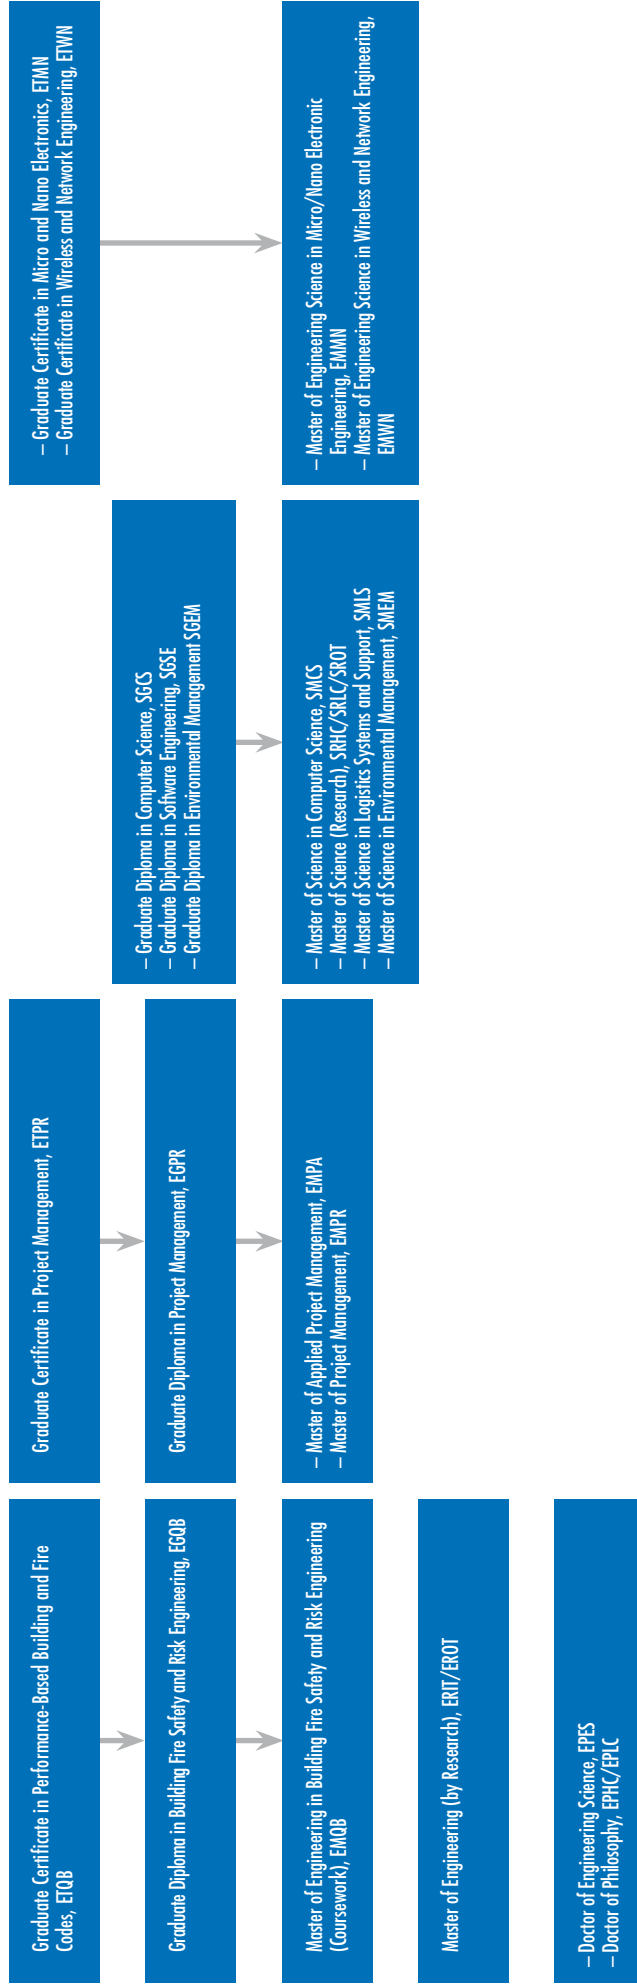 Graduate Certificate in Performance-Based Building and Fire
Codes, ETQB
Graduate Diploma in Building Fire Safety and Risk Engineering, EGQB
Master of Engineering in Building Fire Safety and Risk Engineering
(Coursework), EMQB
Master of Engineering (by Research), ERIT/EROT
– Doctor of Engineering Science, EPES
– Doctor of Philosophy, EPHC/EPLC
Graduate Certificate in Project Management, ETPR
Graduate Diploma in Project Management, EGPR
– Master of Applied Project Management, EMPA
– Master of Project Management, EMPR
– Graduate Diploma in Computer Science, SGCS
– Graduate Diploma in Software Engineering, SGSE
– Graduate Diploma in Environmental Management SGEM
– Master of Science in Computer Science, SMCS
– Master of Science (Research), SRHC/SRLC/SROT
– Master of Science in Logistics Systems and Support, SMLS
– Master of Science in Environmental Management, SMEM
– Graduate Certificate in Micro and Nano Electronics, ETMN
– Graduate Certificate in Wireless and Network Engineering, ETWN
– Master of Engineering Science in Micro/Nano Electronic
Engineering, EMMN
– Master of Engineering Science in Wireless and Network Engineering,
EMWN